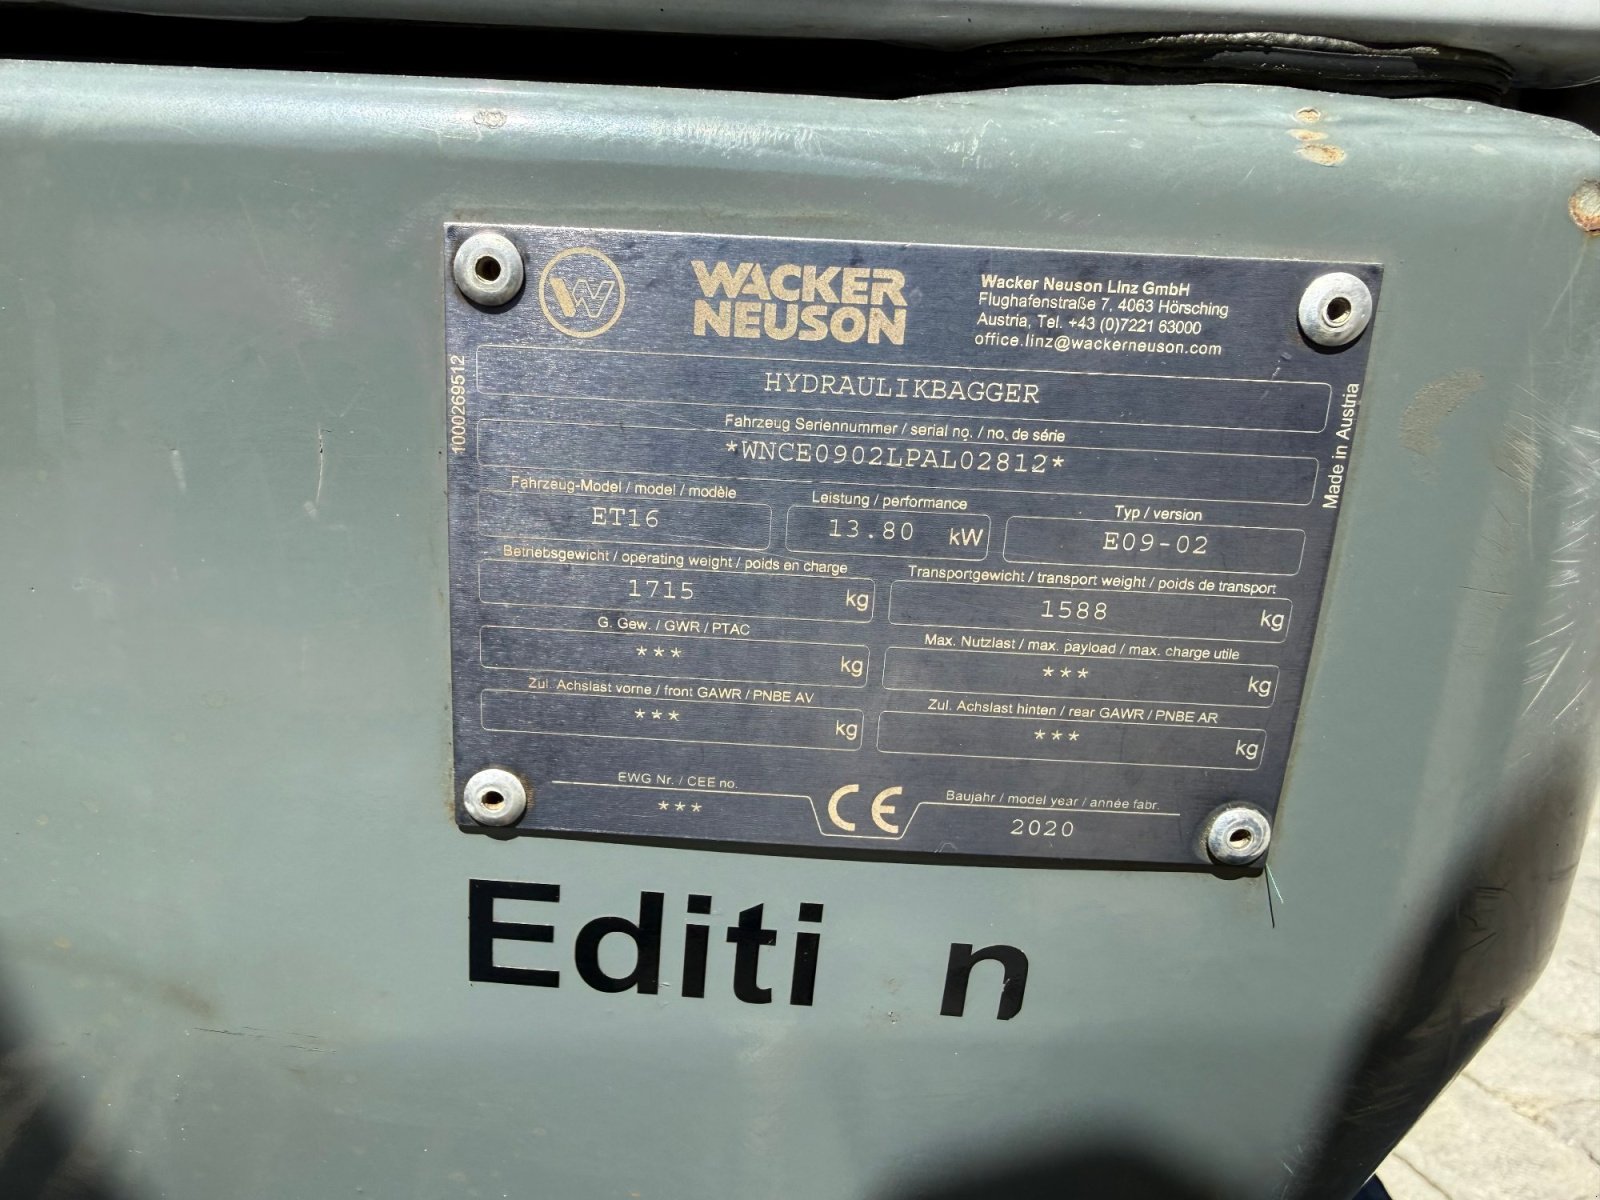 WACKER
NEUSON
Wacker Neuson Linz GmbH
Flughafenstraße 7, 4063 Hörsching
Austria, Tel. +43 (0)7221 63000
office.linz@wackerneuson.com
1000269512
Made in Austria
HYDRAULIKBAGGER
Fahrzeug Seriennummer / serial no. / no. de série
*WNCE0902LPAL02812*
Fahrzeug-Model / model / modèle
ET16
Leistung / performance
13.80 kW
Typ / version
E09-02
Betriebsgewicht / operating weight / poids en charge
1715 kg
Transportgewicht / transport weight / poids de transport
1588 kg
G. Gew. / GWR / PTAC
*** kg
Max. Nutzlast / max. payload / max. charge utile
*** kg
Zul. Achslast vorne / front GAWR / PNBE AV
*** kg
Zul. Achslast hinten / rear GAWR / PNBE AR
*** kg
EWG Nr. / CEE no.
***
CE
Baujahr / model year / année fabr.
2020
Editi n